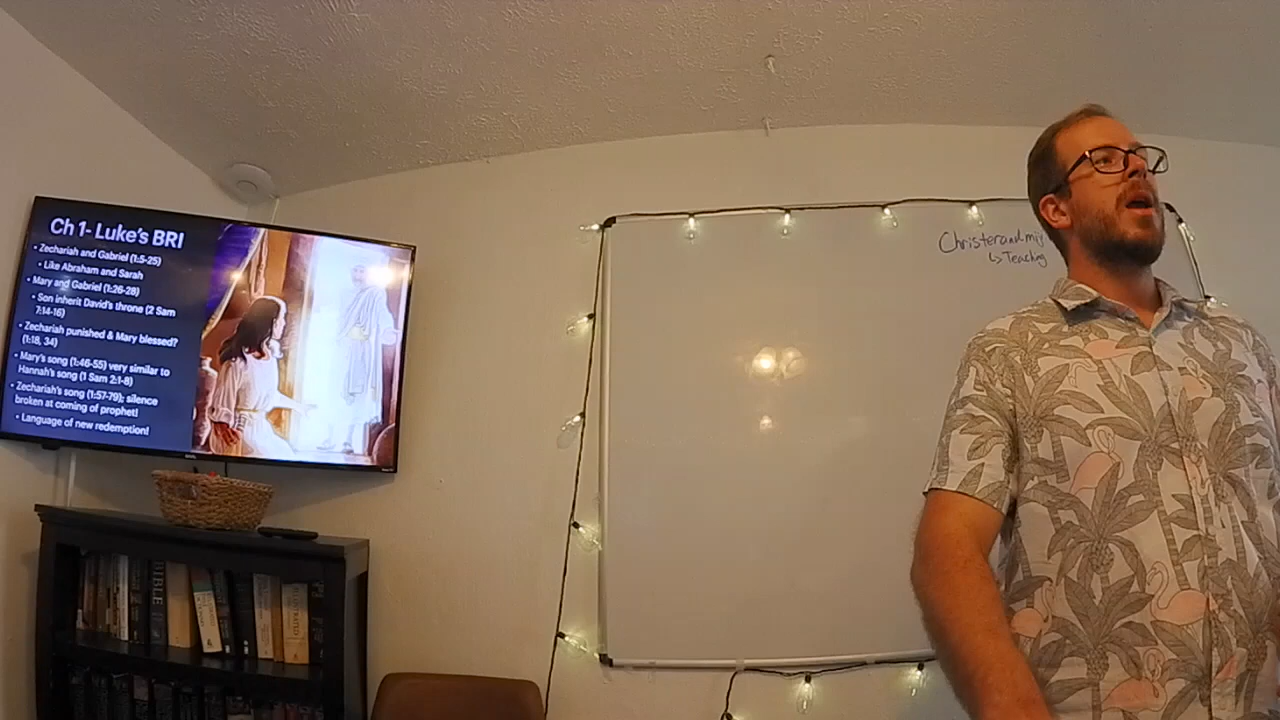 Ch 1- Luke's BRI
• Zechariah and Gabriel (1:5-25)
• Like Abraham and Sarah
• Mary and Gabriel (1:26-28)
• Son inherit David's throne (2 Sam
7:14-16)
• Zechariah punished & Mary blessed?
(1:18, 34)
• Mary's song (1:46-55) very similar to
Hannah's song (1 Sam 2:1-8)
• Zechariah's song (1:57-79); silence
broken at coming of prophet!
• Language of new redemption!
Christerandmij
↳Teaching
BIBLE